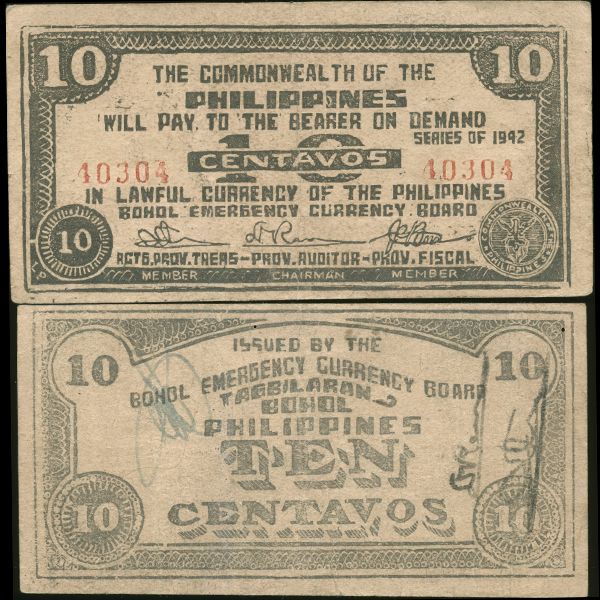 10 10
THE COMMONWEALTH OF THE
PHILIPPINES
WILL PAY TO THE BEARER ON DEMAND
SERIES OF 1942
10
40304 CENTAVOS 40304
IN LAWFUL CURRENCY OF THE PHILIPPINES
BOHOL EMERGENCY CURRENCY BOARD
10
ACTG.PROV.TREAS-PROV.AUDITOR-PROV.FISCAL
MEMBER CHAIRMAN MEMBER
ISSUED BY THE
10 10
BOHOL EMERGENCY CURRENCY BOARD
TAGBILARAN
BOHOL
PHILIPPINES
TEN
10 10
CENTAVOS